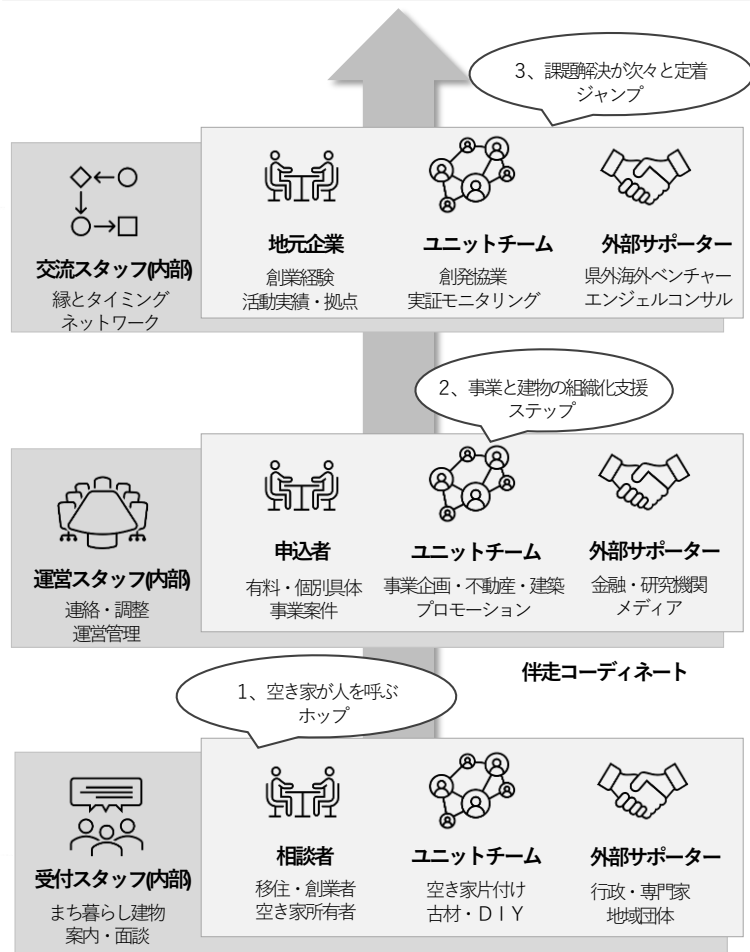 3、課題解決が次々と定着
ジャンプ
交流スタッフ(内部)
縁とタイミング
ネットワーク
地元企業
創業経験
活動実績・拠点
ユニットチーム
創発協業
実証モニタリング
外部サポーター
県外海外ベンチャー
エンジェルコンサル
2、事業と建物の組織化支援
ステップ
運営スタッフ(内部)
連絡・調整
運営管理
申込者
有料・個別具体
事業案件
ユニットチーム
事業企画・不動産・建築
プロモーション
外部サポーター
金融・研究機関
メディア
伴走コーディネート
1、空き家が人を呼ぶ
ホップ
受付スタッフ(内部)
まち暮らし建物
案内・面談
相談者
移住・創業者
空き家所有者
ユニットチーム
空き家片付け
古材・DIY
外部サポーター
行政・専門家
地域団体